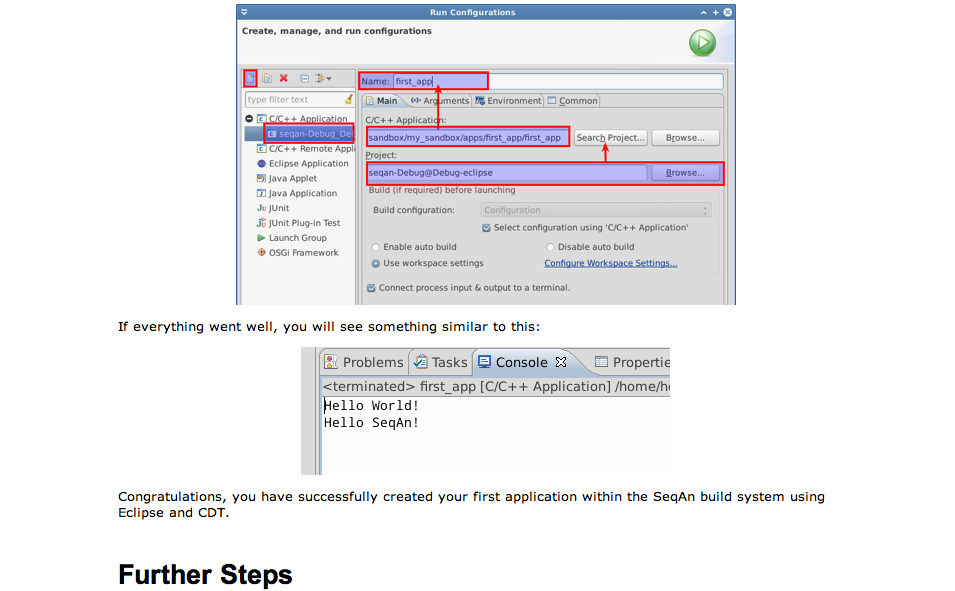 Run Configurations
Create, manage, and run configurations
type filter text
C/C++ Application
seqan-Debug_Deb
C/C++ Remote Appli
Eclipse Application
Java Applet
Java Application
JUnit
JUnit Plug-in Test
Launch Group
OSGi Framework
Name: first_app
Main Arguments Environment Common
C/C++ Application:
sandbox/my_sandbox/apps/first_app/first_app Search Project... Browse...
Project:
seqan-Debug@Debug-eclipse Browse...
Build (if required) before launching
Build configuration: Configuration
Select configuration using 'C/C++ Application'
Enable auto build Disable auto build
Use workspace settings Configure Workspace Settings...
Connect process input & output to a terminal.
If everything went well, you will see something similar to this:
Problems Tasks Console Propertie
<terminated> first_app [C/C++ Application] /home/h
Hello World!
Hello SeqAn!
Congratulations, you have successfully created your first application within the SeqAn build system using
Eclipse and CDT.
Further Steps